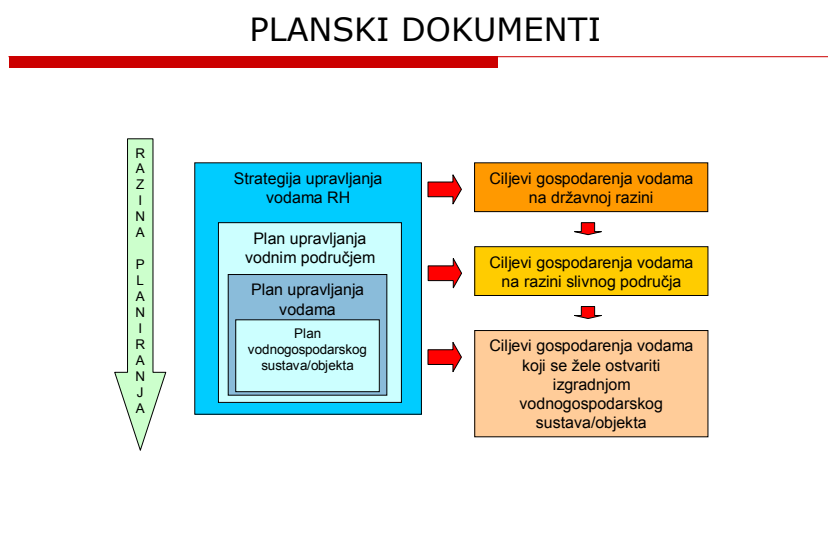 PLANSKI DOKUMENTI
RAZINA PLANIRANJA
Strategija upravljanja
vodama RH
Plan upravljanja
vodnim područjem
Plan upravljanja
vodama
Plan
vodnogospodarskog
sustava/objekta
Ciljevi gospodarenja vodama
na državnoj razini
Ciljevi gospodarenja vodama
na razini slivnog područja
Ciljevi gospodarenja vodama
koji se žele ostvariti
izgradnjom
vodnogospodarskog
sustava/objekta